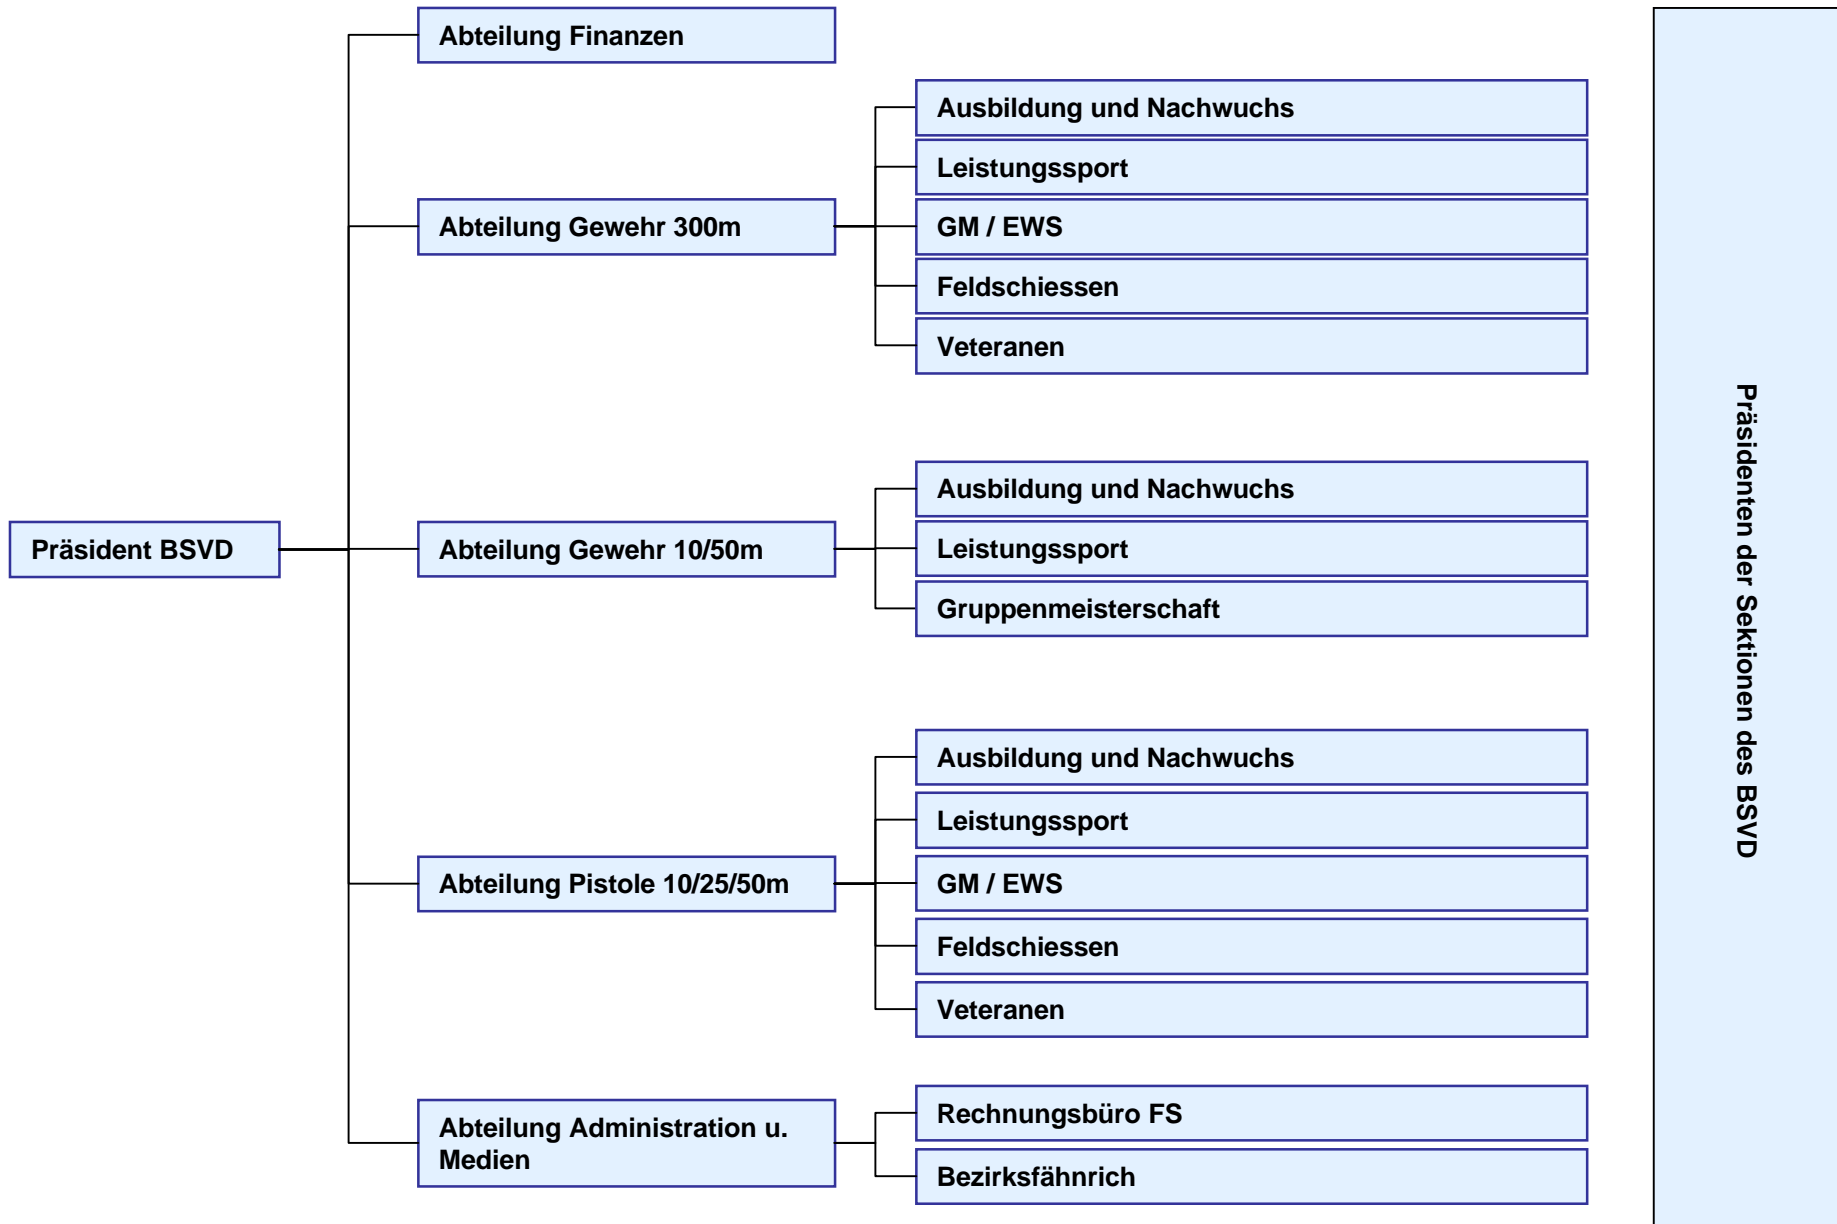 Präsident BSVD
Abteilung Finanzen
Abteilung Gewehr 300m
Ausbildung und Nachwuchs
Leistungssport
GM / EWS
Feldschiessen
Veteranen
Abteilung Gewehr 10/50m
Ausbildung und Nachwuchs
Leistungssport
Gruppenmeisterschaft
Abteilung Pistole 10/25/50m
Ausbildung und Nachwuchs
Leistungssport
GM / EWS
Feldschiessen
Veteranen
Abteilung Administration u.
Medien
Rechnungsbüro FS
Bezirksfähnrich
Präsidenten der Sektionen des BSVD